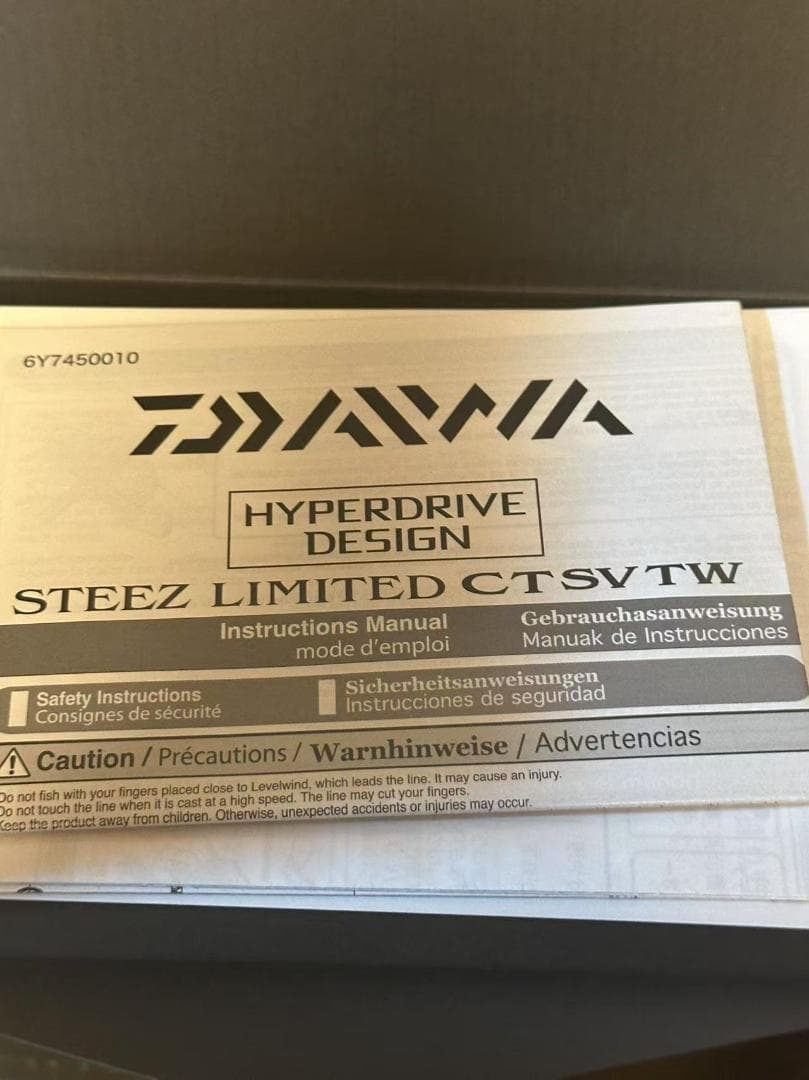 6Y7450010
DAIWA
HYPERDRIVE
DESIGN
STEEZ LIMITED CT SV TW
Instructions Manual
mode d'emploi
Gebrauchasanweisung
Manuak de Instrucciones
Safety Instructions
Consignes de sécurité
Sicherheitsanweisungen
Instrucciones de seguridad
Caution / Précautions / Warnhinweise / Advertencias
Do not fish with your fingers placed close to Levelwind, which leads the line. It may cause an injury.
Do not touch the line when it is cast at a high speed. The line may cut your fingers.
Keep the product away from children. Otherwise, unexpected accidents or injuries may occur.